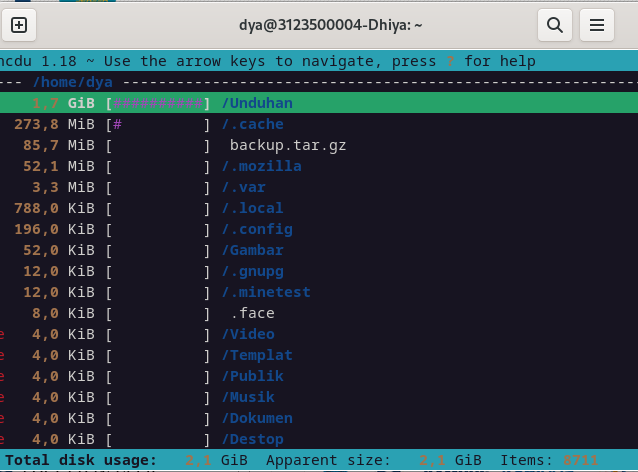 dya@3123500004-Dhiya: ~
ncdu 1.18 ~ Use the arrow keys to navigate, press ? for help
-- /home/dya ----------------------------------------------------------
1,7 GiB [##########] /Unduhan
273,8 MiB [#         ] /.cache
85,7 MiB [          ]  backup.tar.gz
52,1 MiB [          ] /.mozilla
3,3 MiB [          ] /.var
788,0 KiB [          ] /.local
196,0 KiB [          ] /.config
52,0 KiB [          ] /Gambar
12,0 KiB [          ] /.gnupg
12,0 KiB [          ] /.minetest
8,0 KiB [          ]  .face
e   4,0 KiB [          ] /Video
e   4,0 KiB [          ] /Templat
e   4,0 KiB [          ] /Publik
e   4,0 KiB [          ] /Musik
e   4,0 KiB [          ] /Dokumen
e   4,0 KiB [          ] /Destop
Total disk usage:   2,1 GiB  Apparent size:   2,1 GiB  Items: 8711